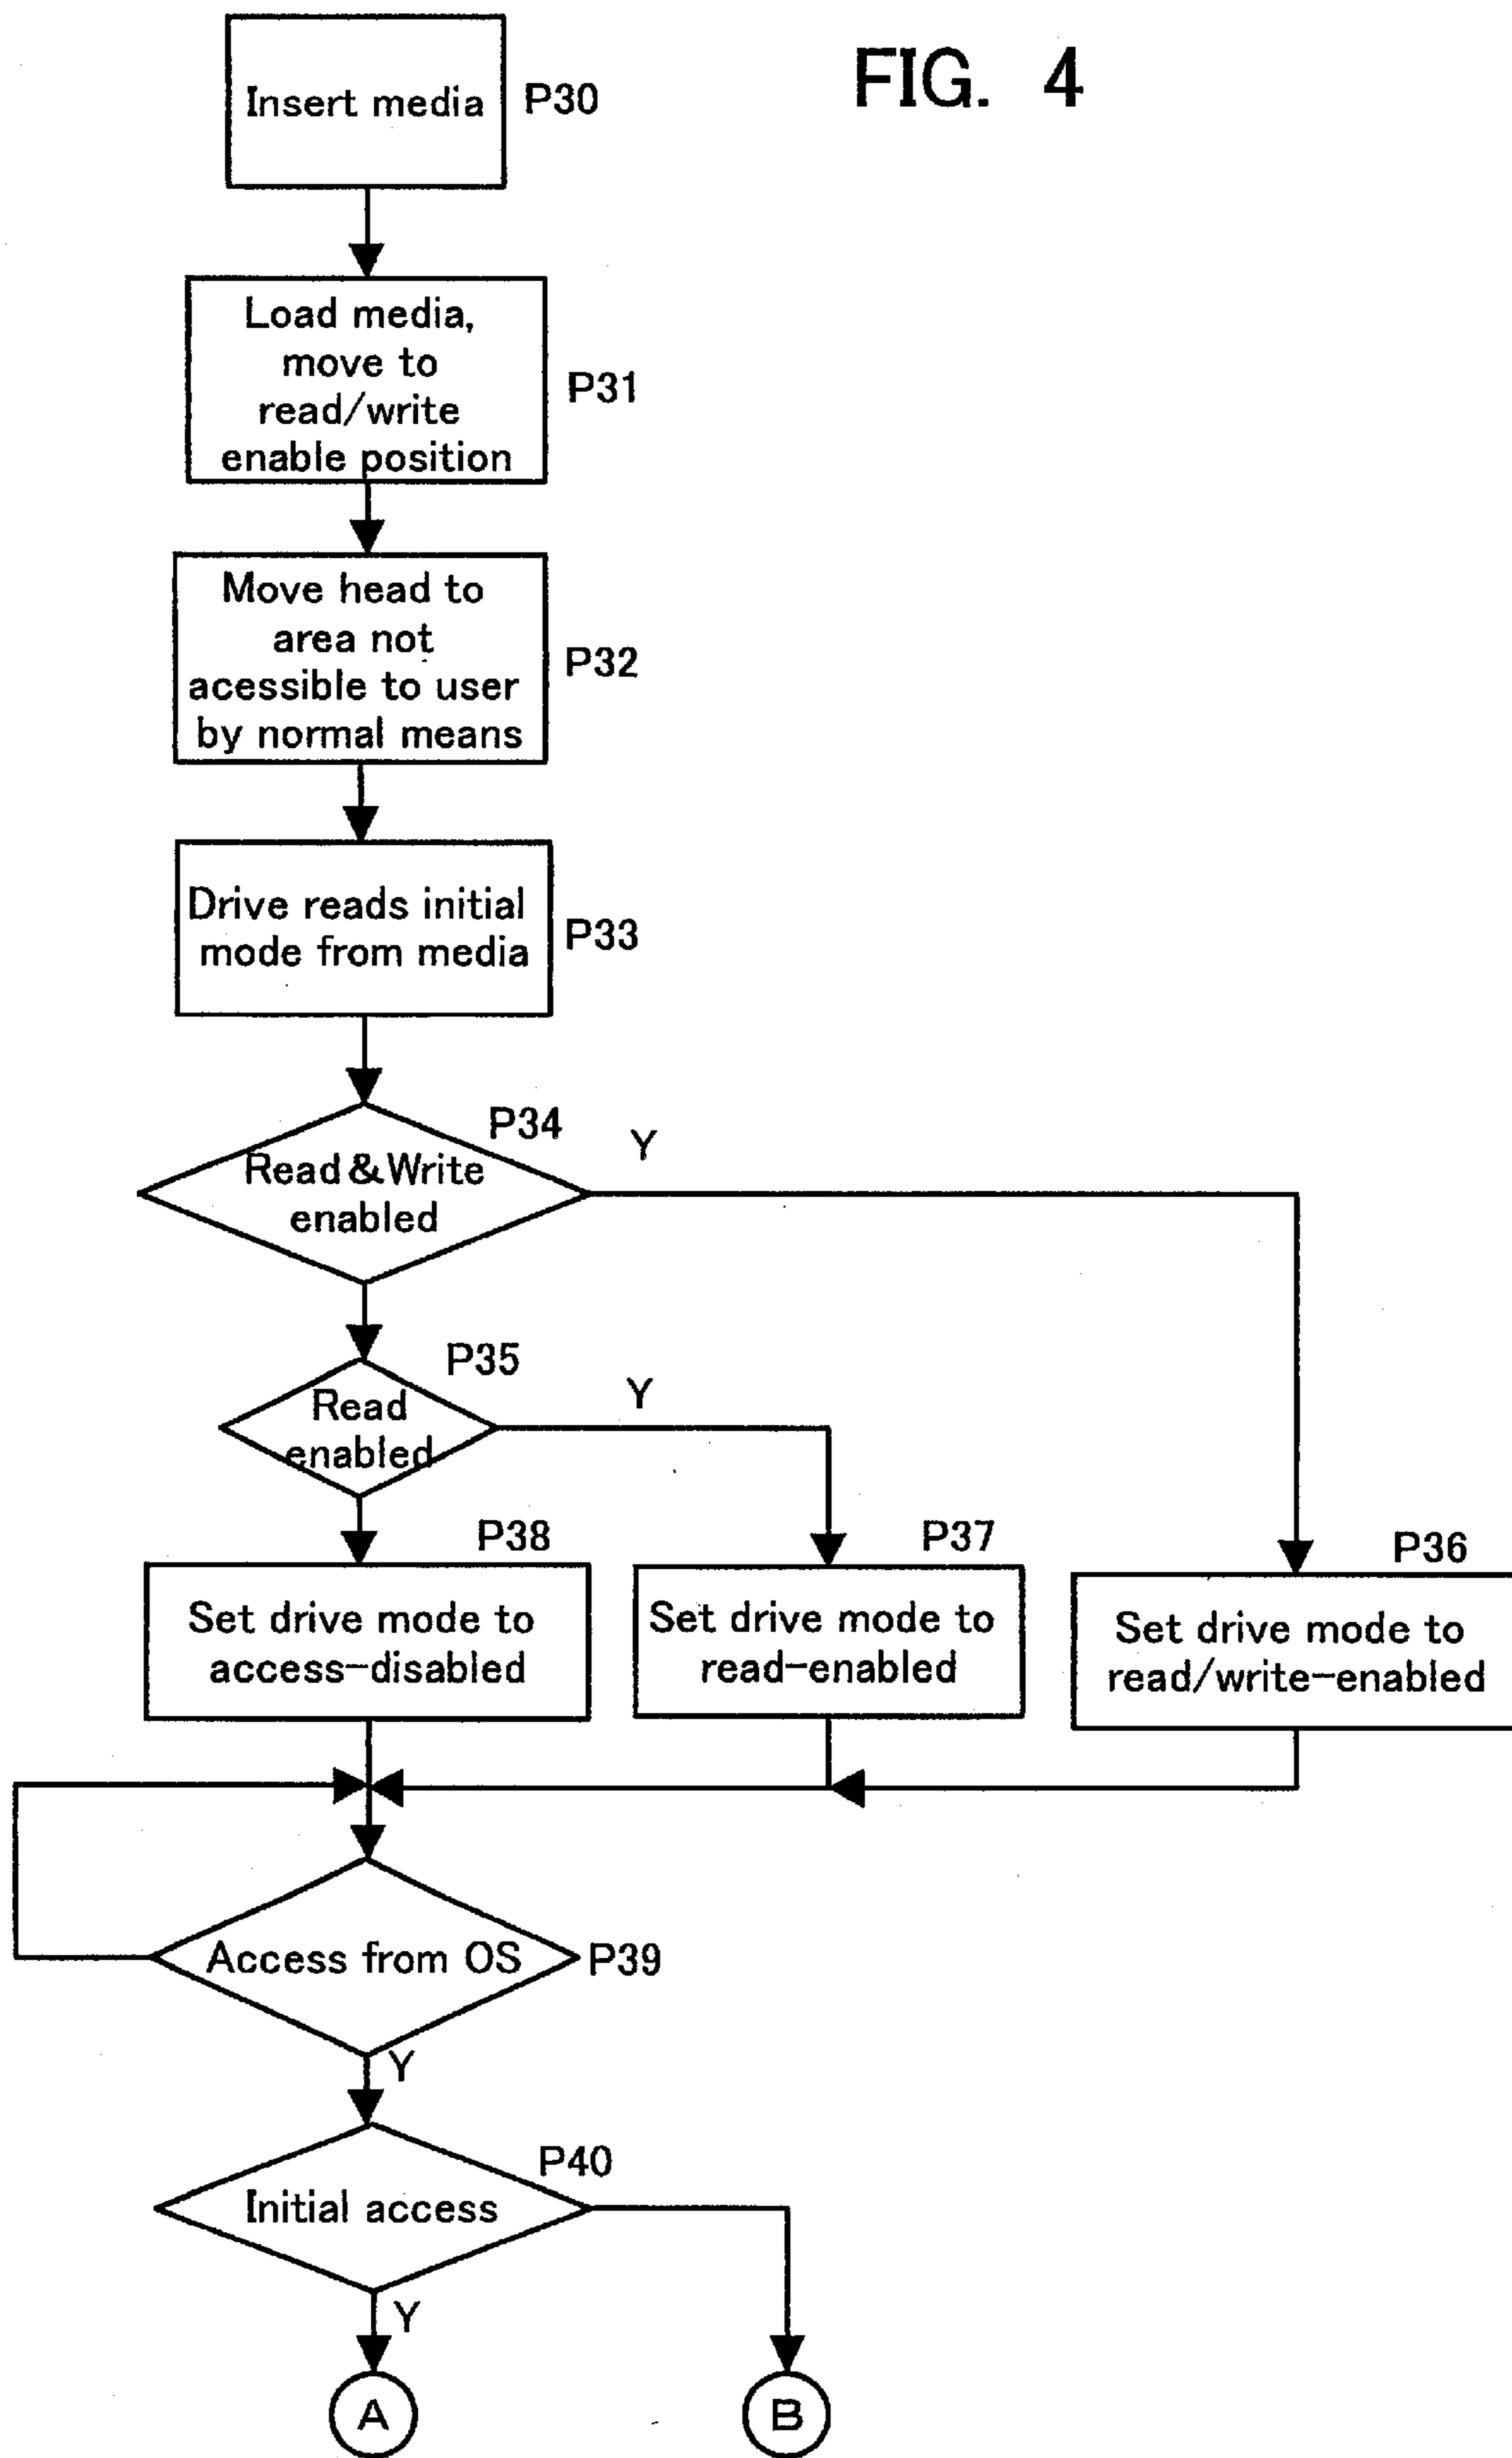 FIG. 4
Insert media
P30
Load media,
move to
read/write
enable position
P31
Move head to
area not
acessible to user
by normal means
P32
Drive reads initial
mode from media
P33
P34
Y
Read&Write
enabled
P35
Y
Read
enabled
P38
P37
P36
Set drive mode to
access-disabled
Set drive mode to
read-enabled
Set drive mode to
read/write-enabled
Access from OS
P39
Y
P40
Initial access
Y
A
B